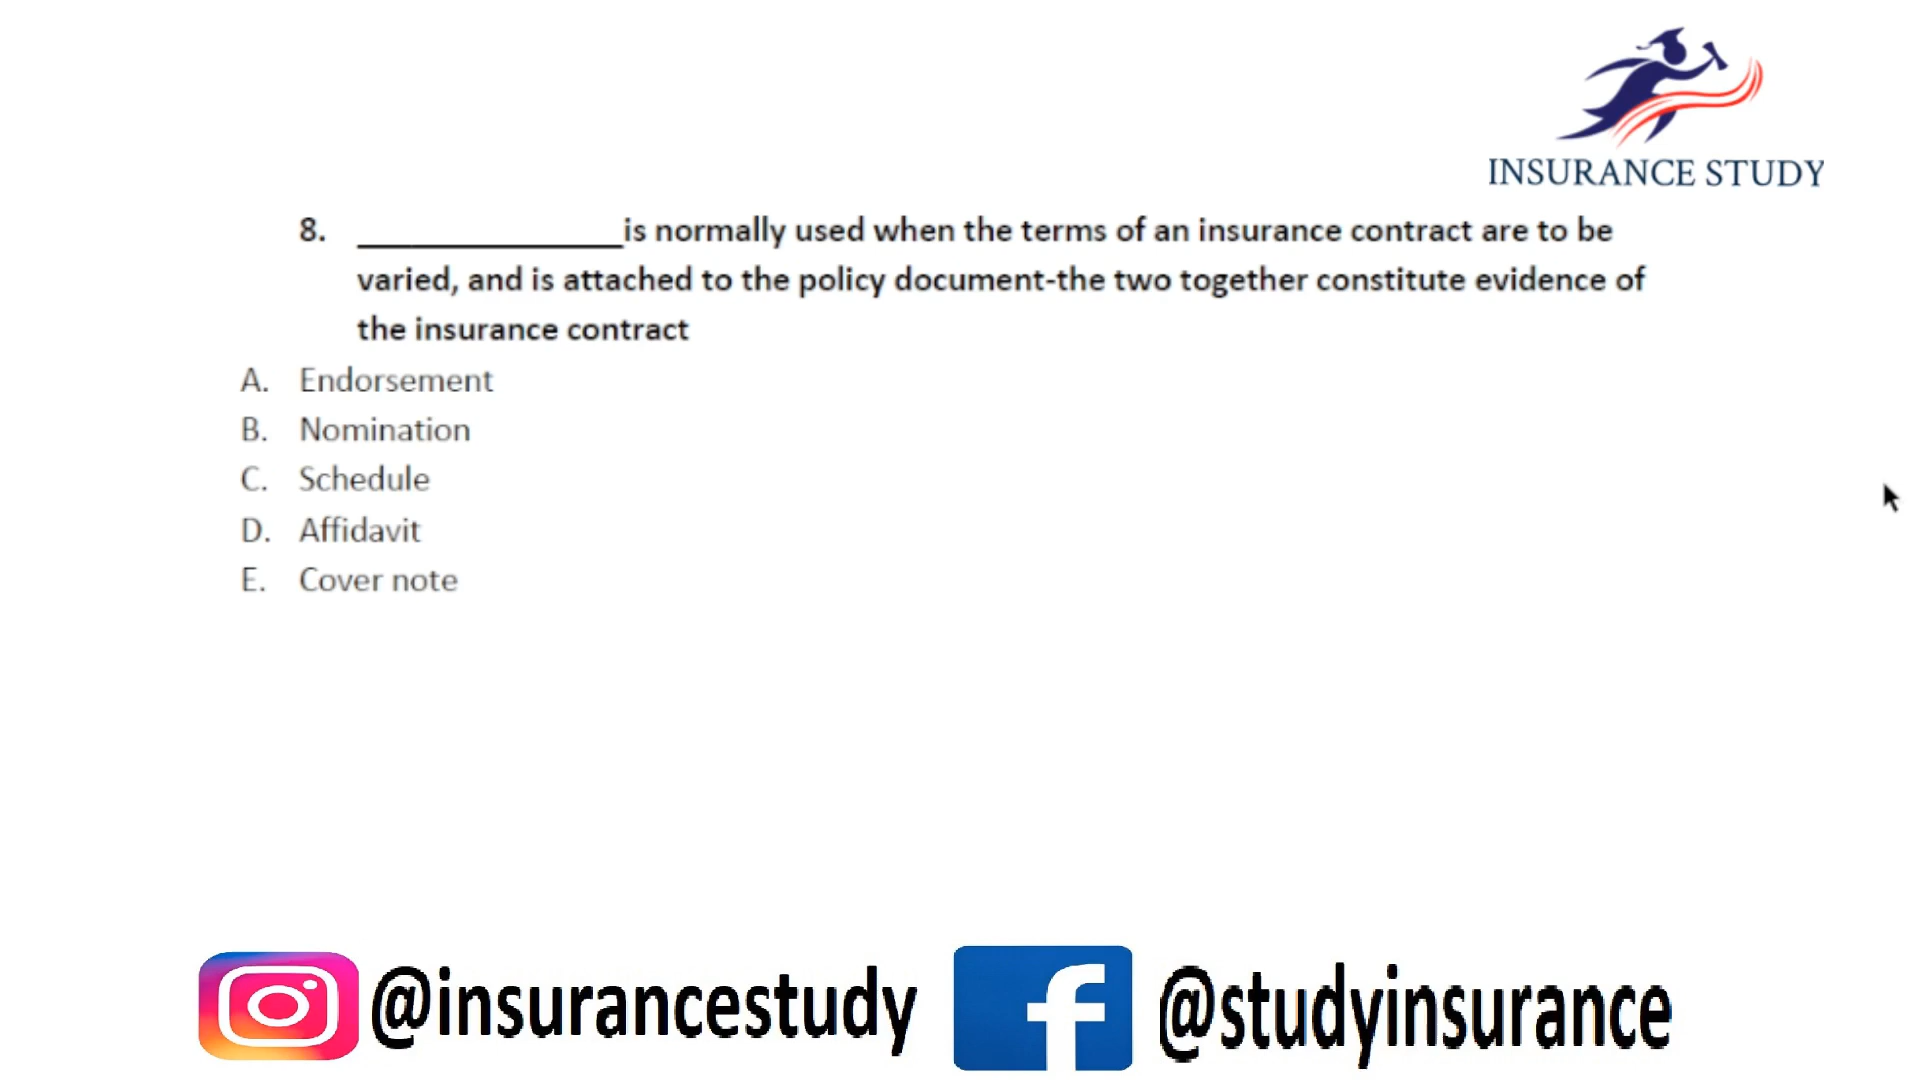 INSURANCE STUDY
8. _______________is normally used when the terms of an insurance contract are to be
varied, and is attached to the policy document-the two together constitute evidence of
the insurance contract
A. Endorsement
B. Nomination
C. Schedule
D. Affidavit
E. Cover note
@insurancestudy
@studyinsurance